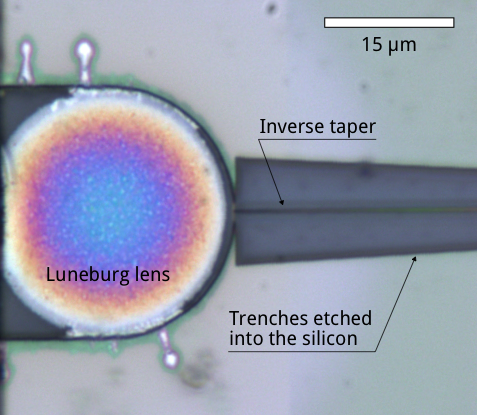 15 µm
Inverse taper
Luneburg lens
Trenches etched
into the silicon